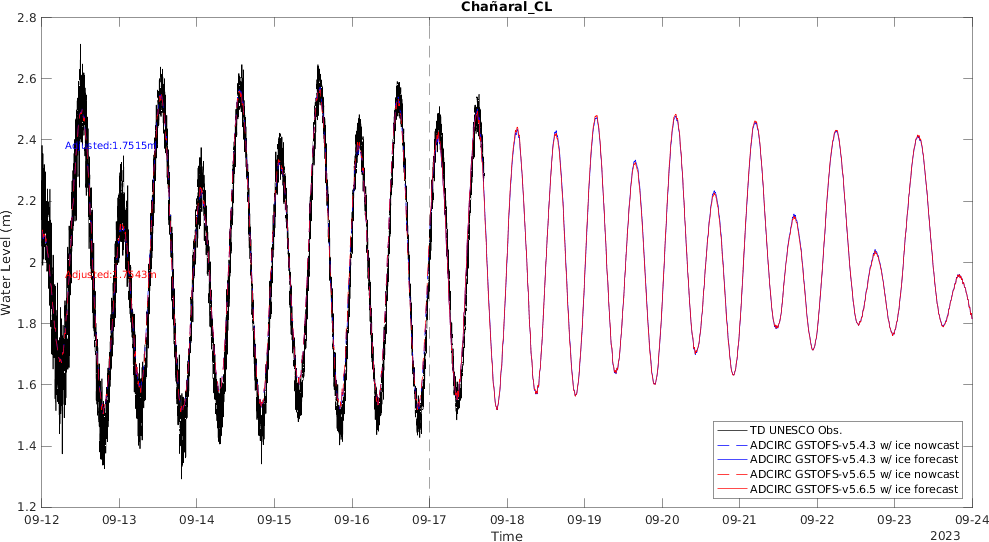 Chañaral_CL
2.8
2.6
2.4
2.2
2
1.8
1.6
1.4
1.2
Water Level (m)
Adjusted:1.7515m
Adjusted:1.7543m
TD UNESCO Obs.
ADCIRC GSTOFS-v5.4.3 w/ ice nowcast
ADCIRC GSTOFS-v5.4.3 w/ ice forecast
ADCIRC GSTOFS-v5.6.5 w/ ice nowcast
ADCIRC GSTOFS-v5.6.5 w/ ice forecast
09-12 09-13 09-14 09-15 09-16 09-17 09-18 09-19 09-20 09-21 09-22 09-23 09-24
Time
2023